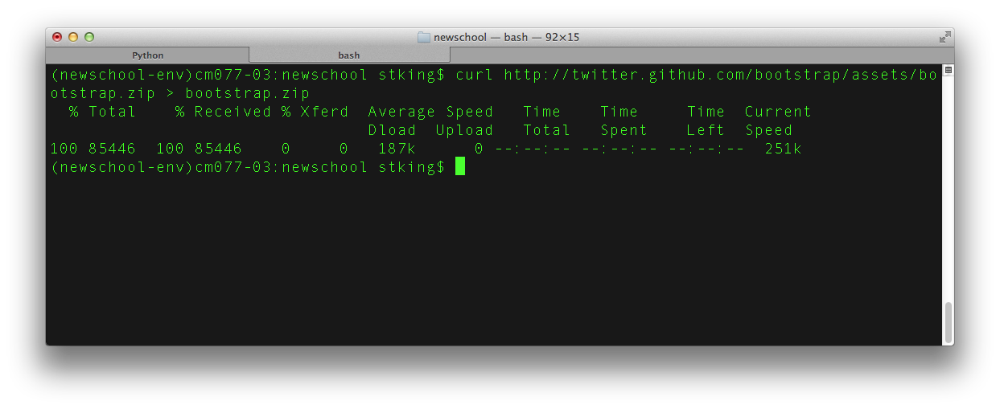 newschool — bash — 92×15
Python bash
(newschool-env)cm077-03:newschool stking$ curl http://twitter.github.com/bootstrap/assets/bo
otstrap.zip > bootstrap.zip
  % Total    % Received % Xferd  Average Speed   Time    Time     Time  Current
                                 Dload  Upload   Total   Spent    Left  Speed
100 85446  100 85446    0     0   187k      0 --:--:-- --:--:-- --:--:--  251k
(newschool-env)cm077-03:newschool stking$